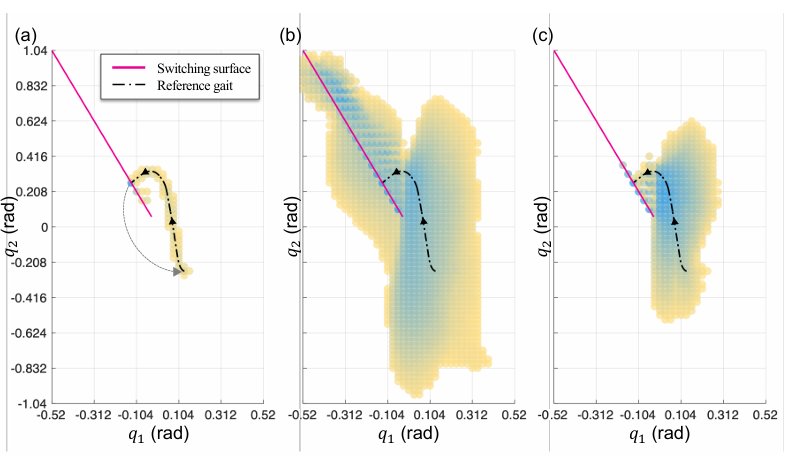 (a) (b) (c)
1.04
0.832
0.624
0.416
0.208
0
-0.208
-0.416
-0.624
-0.832
-1.04
q2 (rad)
Switching surface
Reference gait
-0.52 -0.312 -0.104 0.104 0.312 0.52
q1 (rad)
q2 (rad)
-0.52 -0.312 -0.104 0.104 0.312 0.52
q1 (rad)
q2 (rad)
-0.52 -0.312 -0.104 0.104 0.312 0.52
q1 (rad)